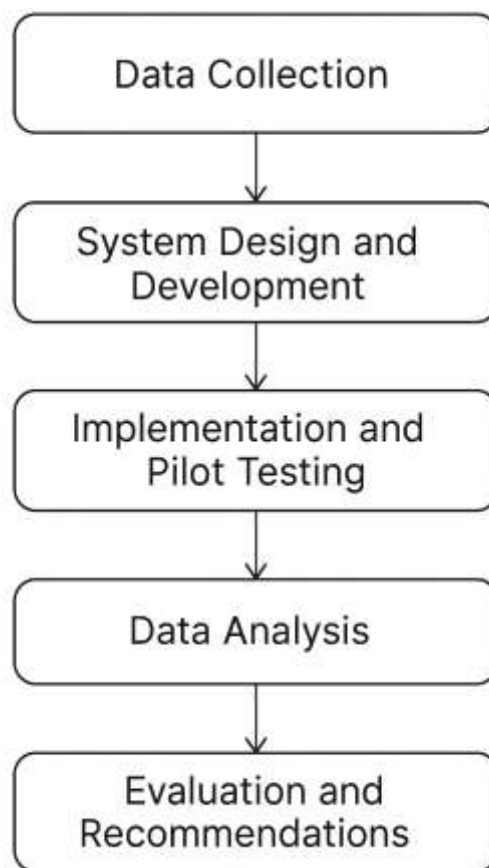 Data Collection
System Design and
Development
Implementation and
Pilot Testing
Data Analysis
Evaluation and
Recommendations